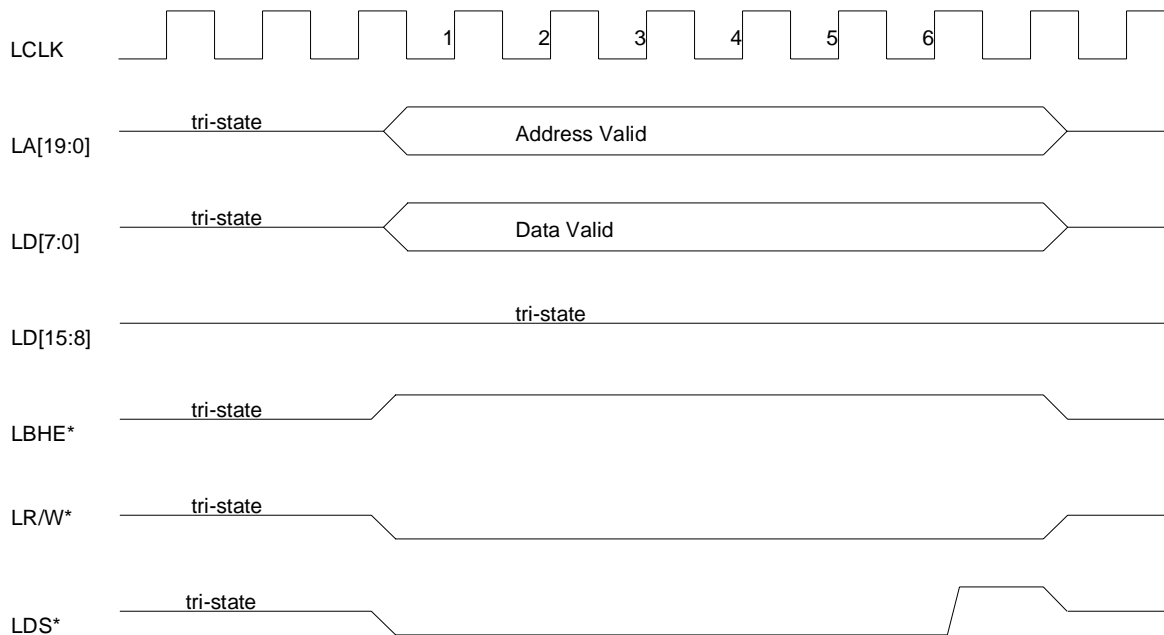 LCLK
1 2 3 4 5 6
LA[19:0]
tri-state
Address Valid
LD[7:0]
tri-state
Data Valid
LD[15:8]
tri-state
LBHE*
tri-state
LR/W*
tri-state
LDS*
tri-state